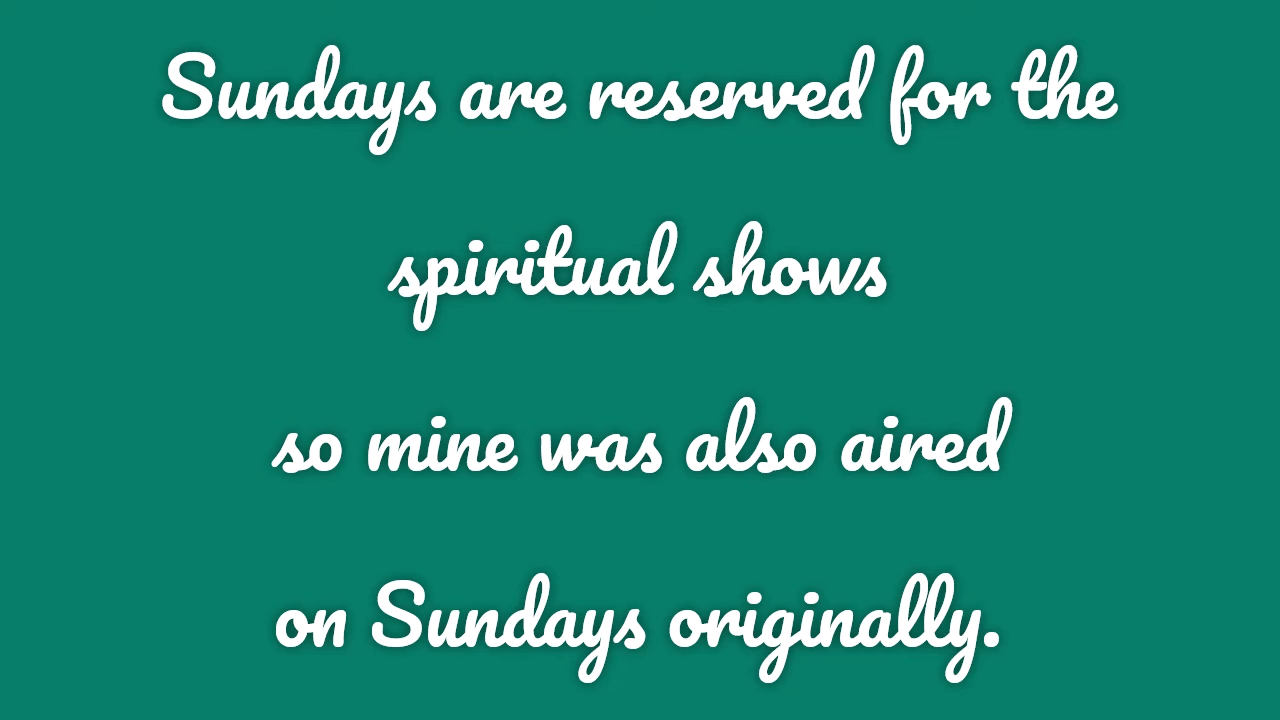 Sundays are reserved for the
spiritual shows
so mine was also aired
on Sundays originally.